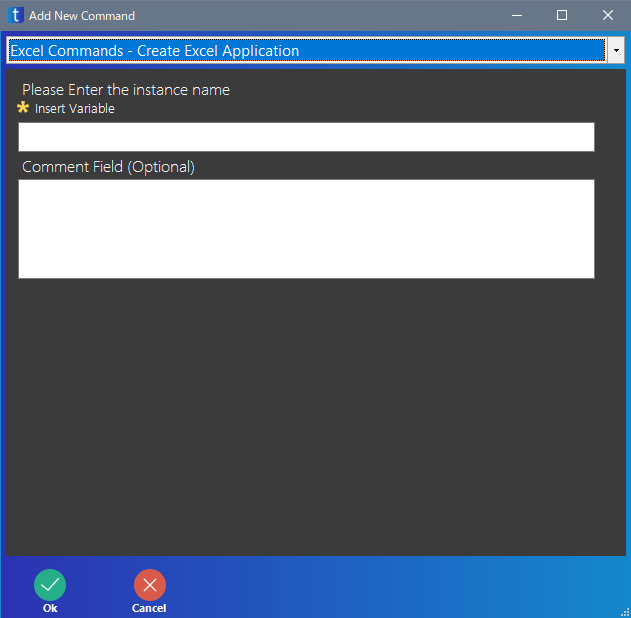 t Add New Command
Excel Commands - Create Excel Application
Please Enter the instance name
Insert Variable
Comment Field (Optional)
Ok Cancel